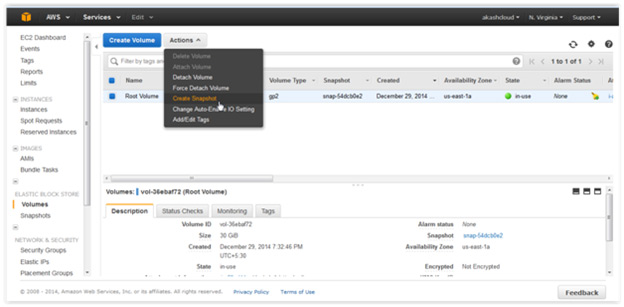 AWS Services Edit akashcloud N. Virginia Support
EC2 Dashboard
Events
Tags
Reports
Limits
INSTANCES
Instances
Spot Requests
Reserved Instances
IMAGES
AMIs
Bundle Tasks
ELASTIC BLOCK STORE
Volumes
Snapshots
NETWORK & SECURITY
Security Groups
Elastic IPs
Placement Groups
Create Volume Actions
Delete Volume
Attach Volume
Detach Volume
Force Detach Volume
Create Snapshot
Change Auto-Enable IO Setting
Add/Edit Tags
Filter by tags 1 to 1 of 1
Name Volume Type Snapshot Created Availability Zone State Alarm Status
Root Volume gp2 snap-54dcb0e2 December 29, 2014 ... us-east-1a in-use None
Volumes: vol-36ebaf72 (Root Volume)
Description Status Checks Monitoring Tags
Volume ID vol-36ebaf72 Alarm status None
Size 30 GiB Snapshot snap-54dcb0e2
Created December 29, 2014 7:32:46 PM Availability Zone us-east-1a
UTC+5:30
State in-use Encrypted Not Encrypted
© 2008 - 2014, Amazon Web Services, Inc. or its affiliates. All rights reserved. Privacy Policy Terms of Use Feedback